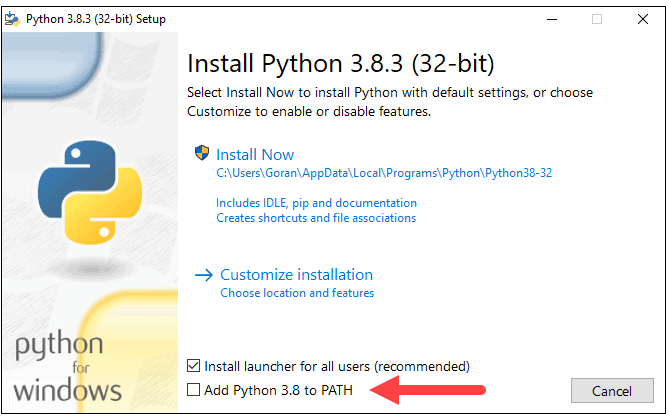 Python 3.8.3 (32-bit) Setup
Install Python 3.8.3 (32-bit)
Select Install Now to install Python with default settings, or choose
Customize to enable or disable features.
Install Now
C:\Users\Goran\AppData\Local\Programs\Python\Python38-32
Includes IDLE, pip and documentation
Creates shortcuts and file associations
Customize installation
Choose location and features
python
for
windows
Install launcher for all users (recommended)
Add Python 3.8 to PATH
Cancel